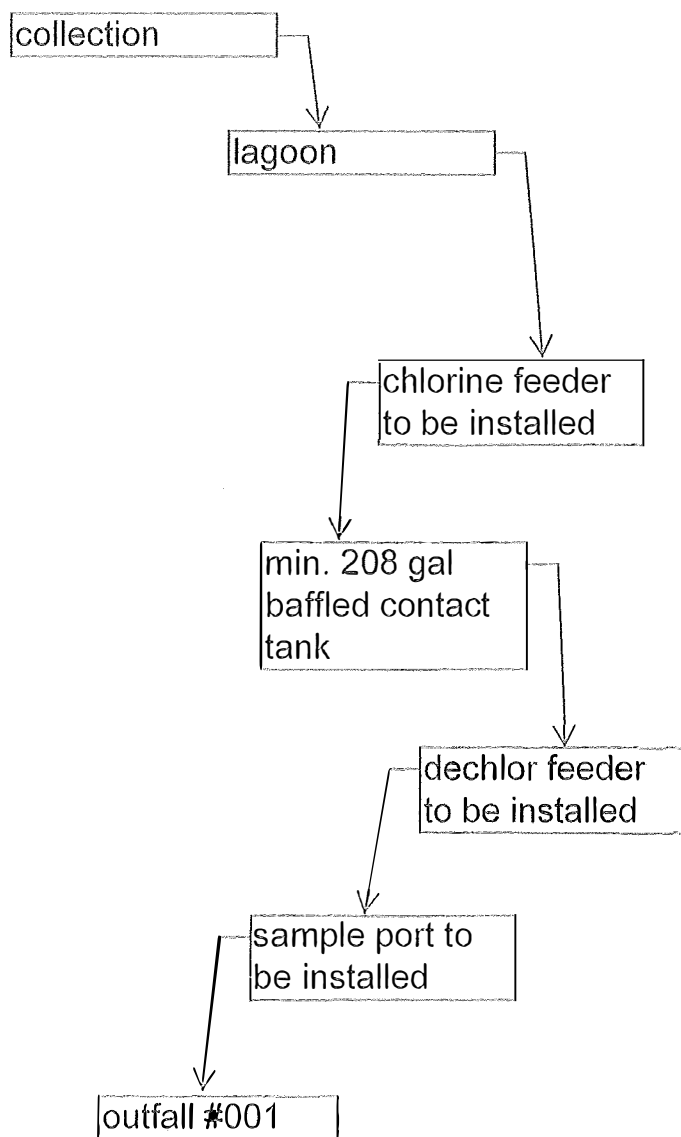 collection
lagoon
chlorine feeder
to be installed
min. 208 gal
baffled contact
tank
dechlor feeder
to be installed
sample port to
be installed
outfall #001